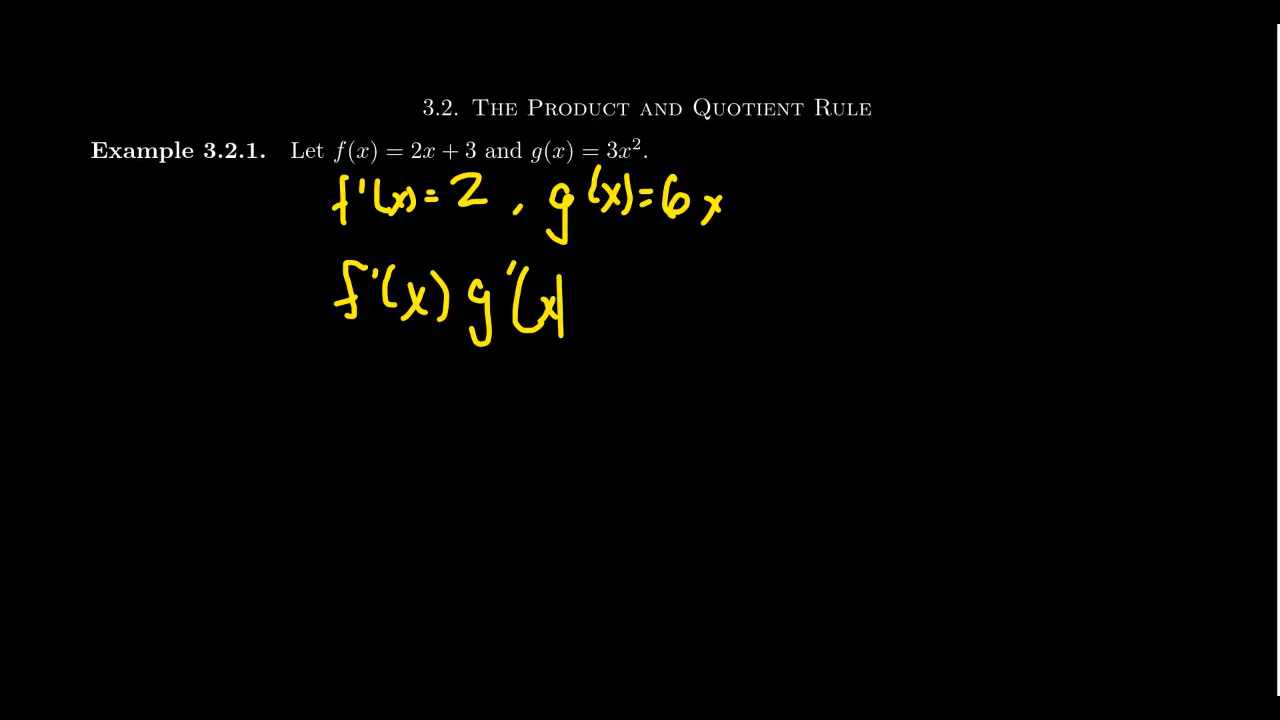 3.2. The Product and Quotient Rule
Example 3.2.1. Let f(x) = 2x + 3 and g(x) = 3x².
f'(x) = 2 , g'(x) = 6x
f'(x) g'(x)